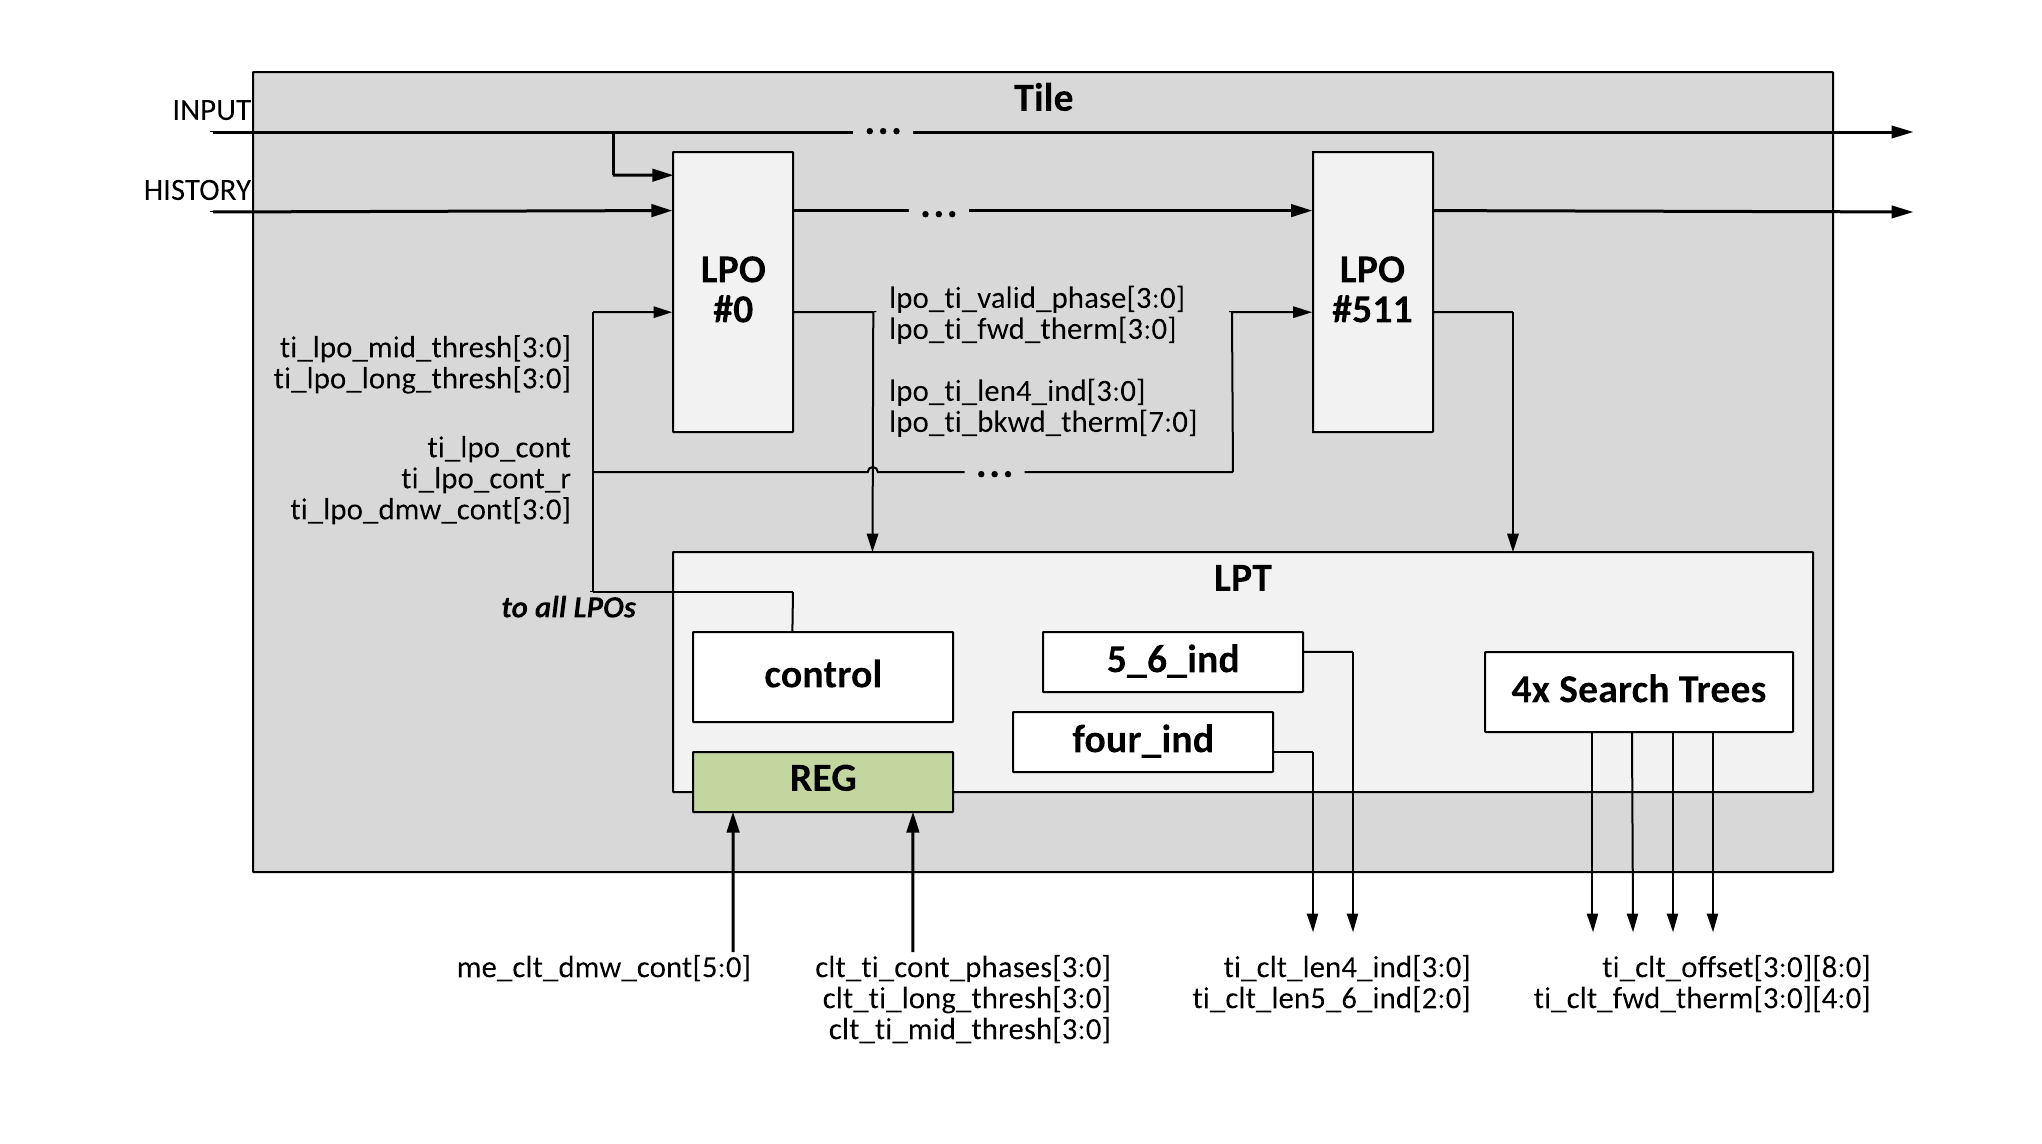 Tile
INPUT
...
HISTORY
...
LPO
#0
LPO
#511
lpo_ti_valid_phase[3:0]
lpo_ti_fwd_therm[3:0]
lpo_ti_len4_ind[3:0]
lpo_ti_bkwd_therm[7:0]
ti_lpo_mid_thresh[3:0]
ti_lpo_long_thresh[3:0]
ti_lpo_cont
ti_lpo_cont_r
ti_lpo_dmw_cont[3:0]
...
to all LPOs
LPT
control
5_6_ind
four_ind
4x Search Trees
REG
me_clt_dmw_cont[5:0]
clt_ti_cont_phases[3:0]
clt_ti_long_thresh[3:0]
clt_ti_mid_thresh[3:0]
ti_clt_len4_ind[3:0]
ti_clt_len5_6_ind[2:0]
ti_clt_offset[3:0][8:0]
ti_clt_fwd_therm[3:0][4:0]